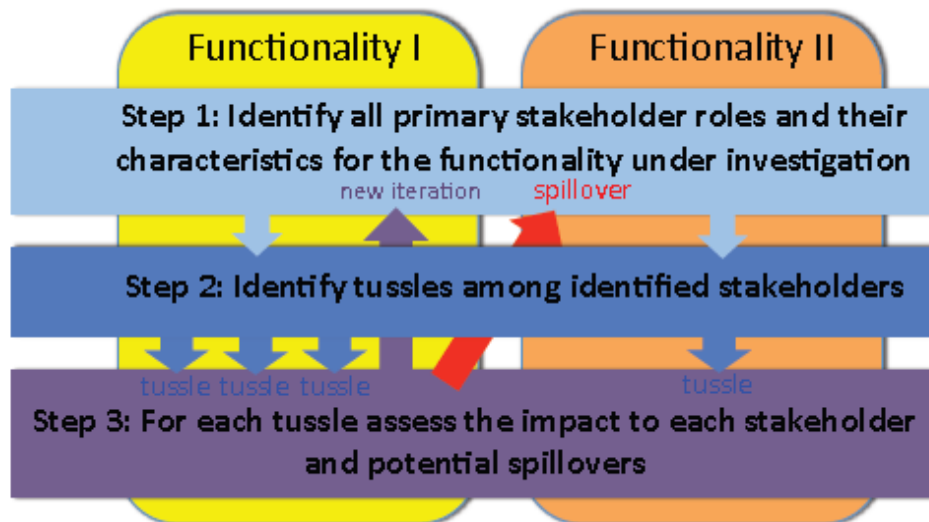 Functionality I
Functionality II
Step 1: Identify all primary stakeholder roles and their
characteristics for the functionality under investigation
new iteration
spillover
Step 2: Identify tussles among identified stakeholders
tussle tussle tussle
tussle
Step 3: For each tussle assess the impact to each stakeholder
and potential spillovers